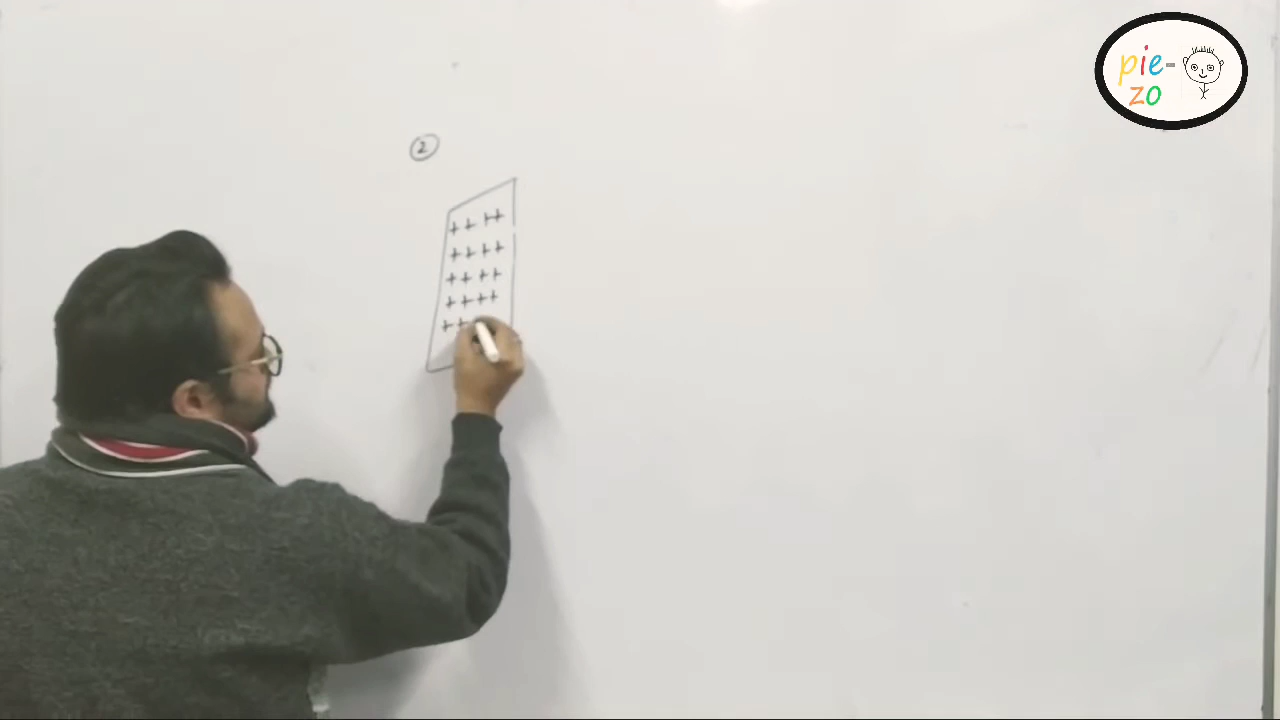 pie-
zo
②
+ + + +
+ + + +
+ + + +
+ + + +
+ +